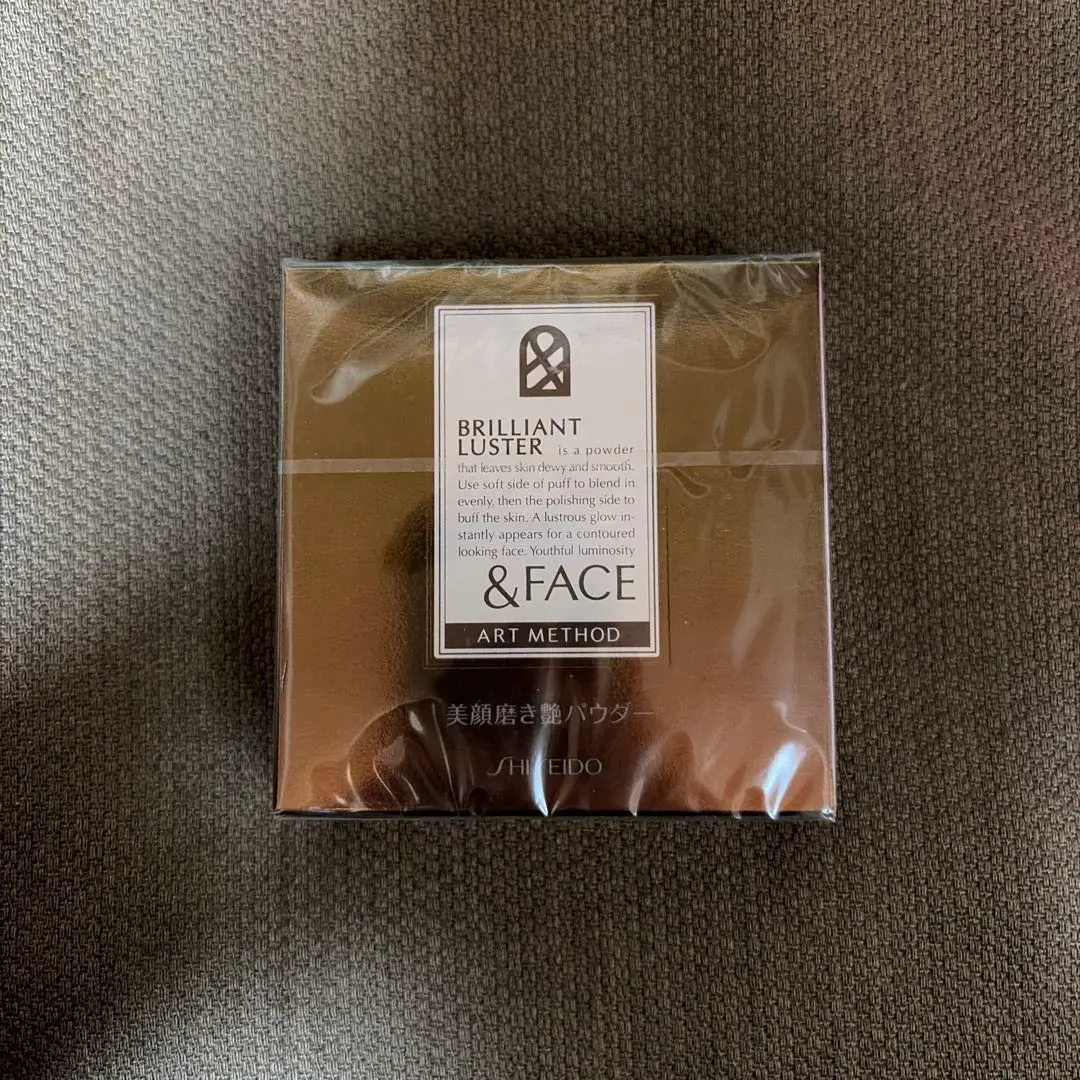 BRILLIANT
LUSTER is a powder
that leaves skin dewy and smooth.
Use soft side of puff to blend in
evenly, then the polishing side to
buff the skin. A lustrous glow in-
stantly appears for a contoured
looking face. Youthful luminosity
&FACE
ART METHOD
美顔磨き艶パウダー
SHISEIDO